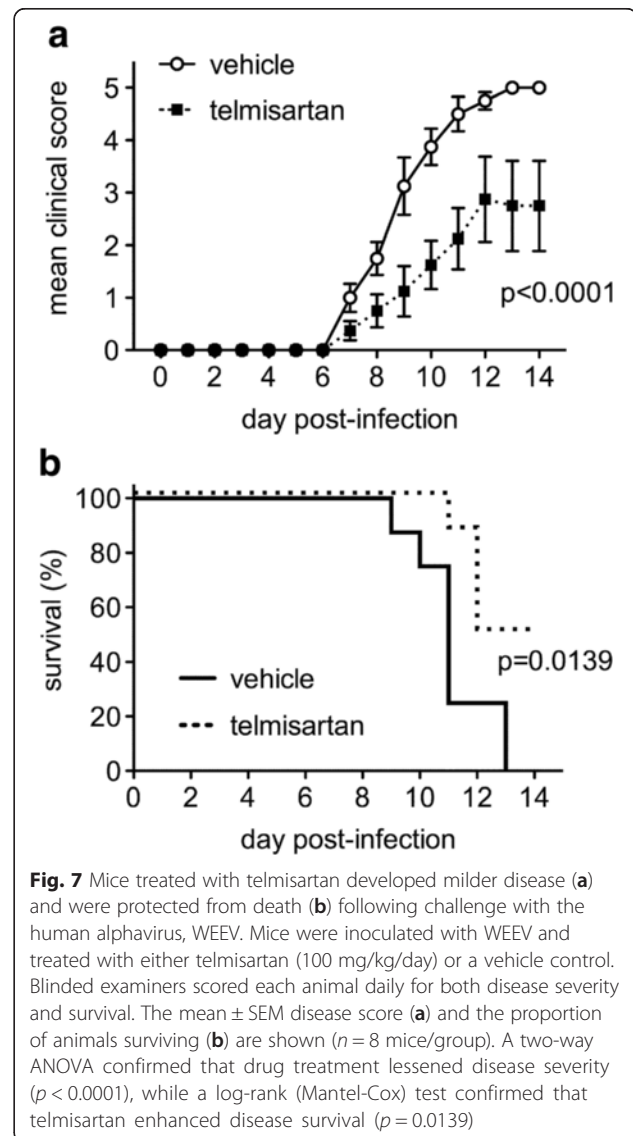 a
vehicle
telmisartan
mean clinical score
5
4
3
2
1
0
p<0.0001
0 2 4 6 8 10 12 14
day post-infection
b
survival (%)
100
80
60
40
20
0
p=0.0139
vehicle
telmisartan
0 2 4 6 8 10 12 14
day post-infection
Fig. 7 Mice treated with telmisartan developed milder disease (a)
and were protected from death (b) following challenge with the
human alphavirus, WEEV. Mice were inoculated with WEEV and
treated with either telmisartan (100 mg/kg/day) or a vehicle control.
Blinded examiners scored each animal daily for both disease severity
and survival. The mean ± SEM disease score (a) and the proportion
of animals surviving (b) are shown (n = 8 mice/group). A two-way
ANOVA confirmed that drug treatment lessened disease severity
(p < 0.0001), while a log-rank (Mantel-Cox) test confirmed that
telmisartan enhanced disease survival (p = 0.0139)